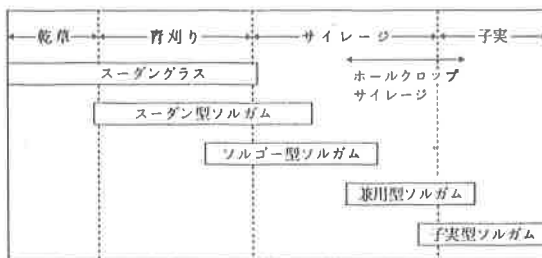 乾草 青刈り サイレージ 子実
スーダングラス
ホールクロップ
サイレージ
スーダン型ソルガム
ソルゴー型ソルガム
兼用型ソルガム
子実型ソルガム